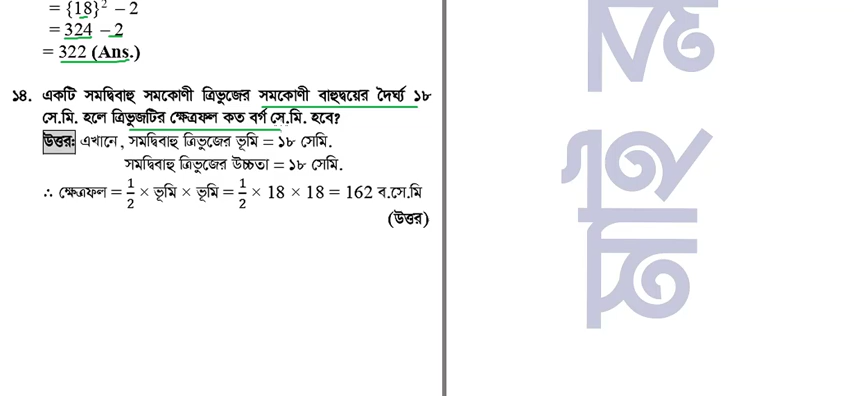 = {18}² – 2
= 324 – 2
= 322 (Ans.)
১৪. একটি সমদ্বিবাহু সমকোণী ত্রিভুজের সমকোণী বাহুদ্বয়ের দৈর্ঘ্য ১৮
সে.মি. হলে ত্রিভুজটির ক্ষেত্রফল কত বর্গ সে.মি. হবে?
উত্তর: এখানে, সমদ্বিবাহু ত্রিভুজের ভূমি = ১৮ সেমি.
সমদ্বিবাহু ত্রিভুজের উচ্চতা = ১৮ সেমি.
∴ ক্ষেত্রফল = 1/2 × ভূমি × ভূমি = 1/2 × 18 × 18 = 162 ব.সে.মি
(উত্তর)